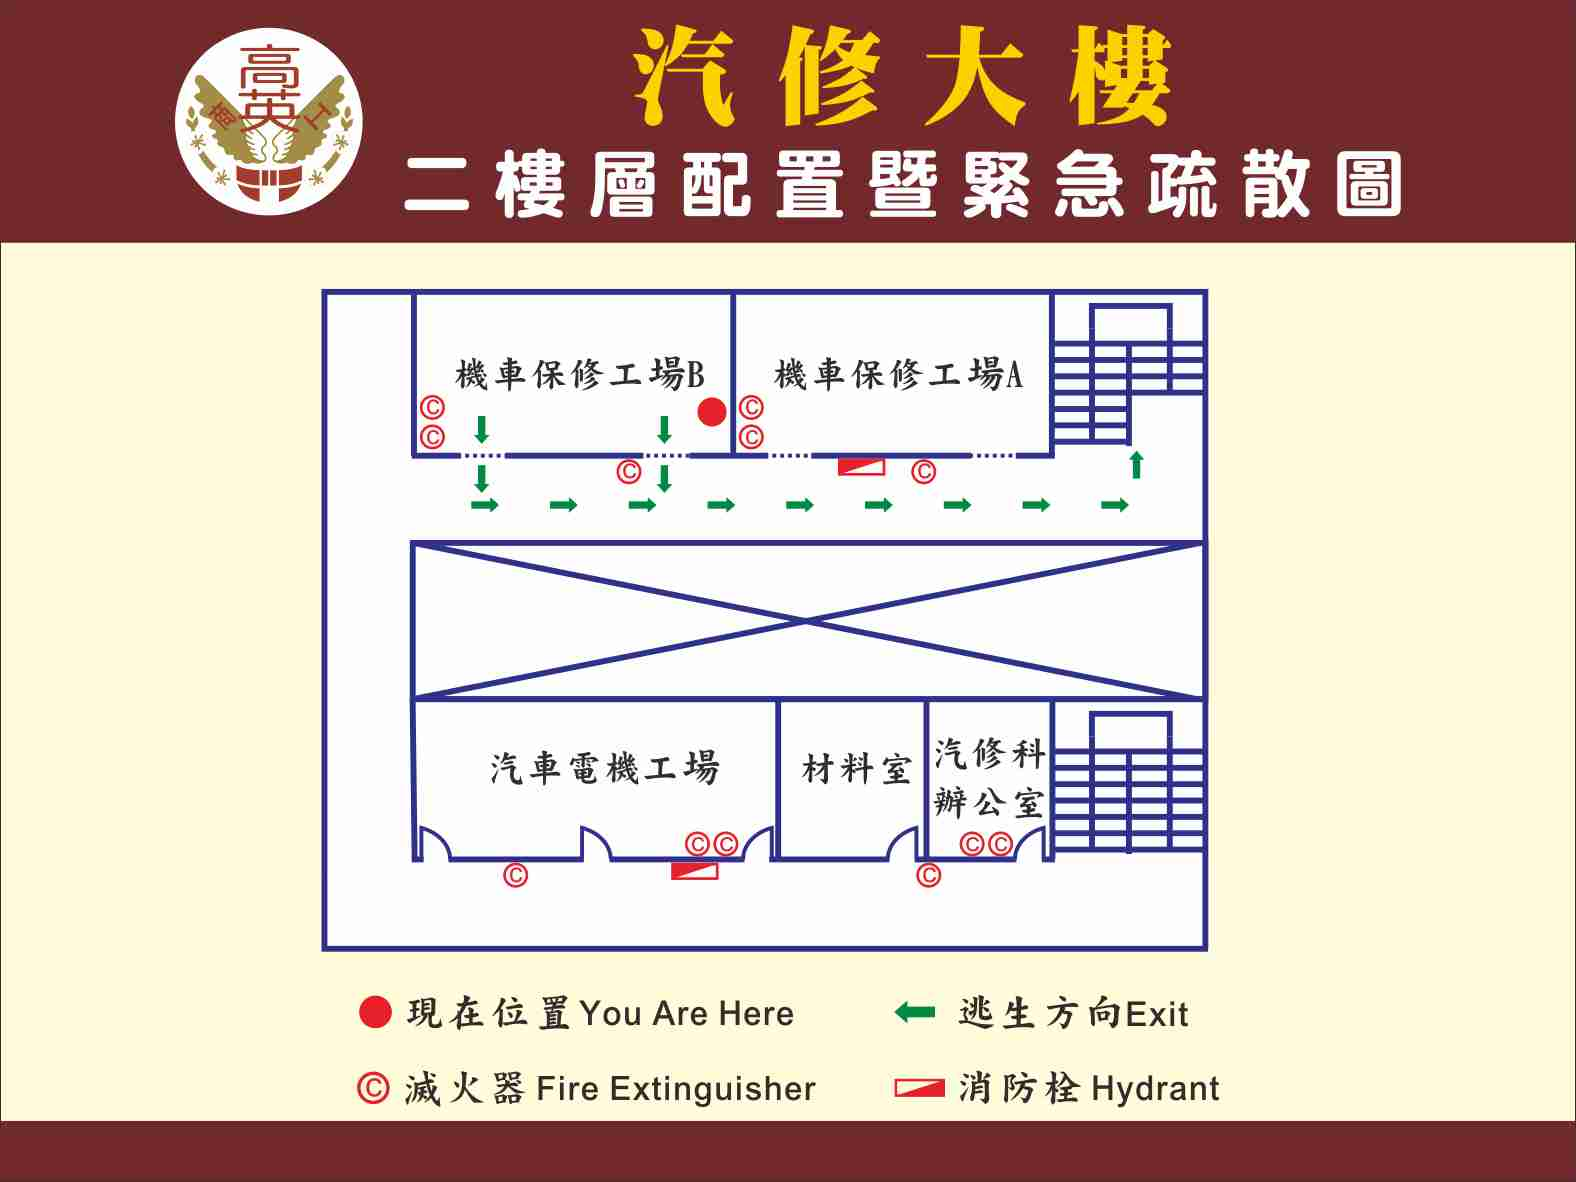 高英
商工
汽修大樓
二樓層配置暨緊急疏散圖
機車保修工場B
機車保修工場A
C
C
C
C
C
C
汽車電機工場
材料室
汽修科
辦公室
C C
C C
C
C
現在位置You Are Here
逃生方向Exit
C 滅火器 Fire Extinguisher
消防栓 Hydrant